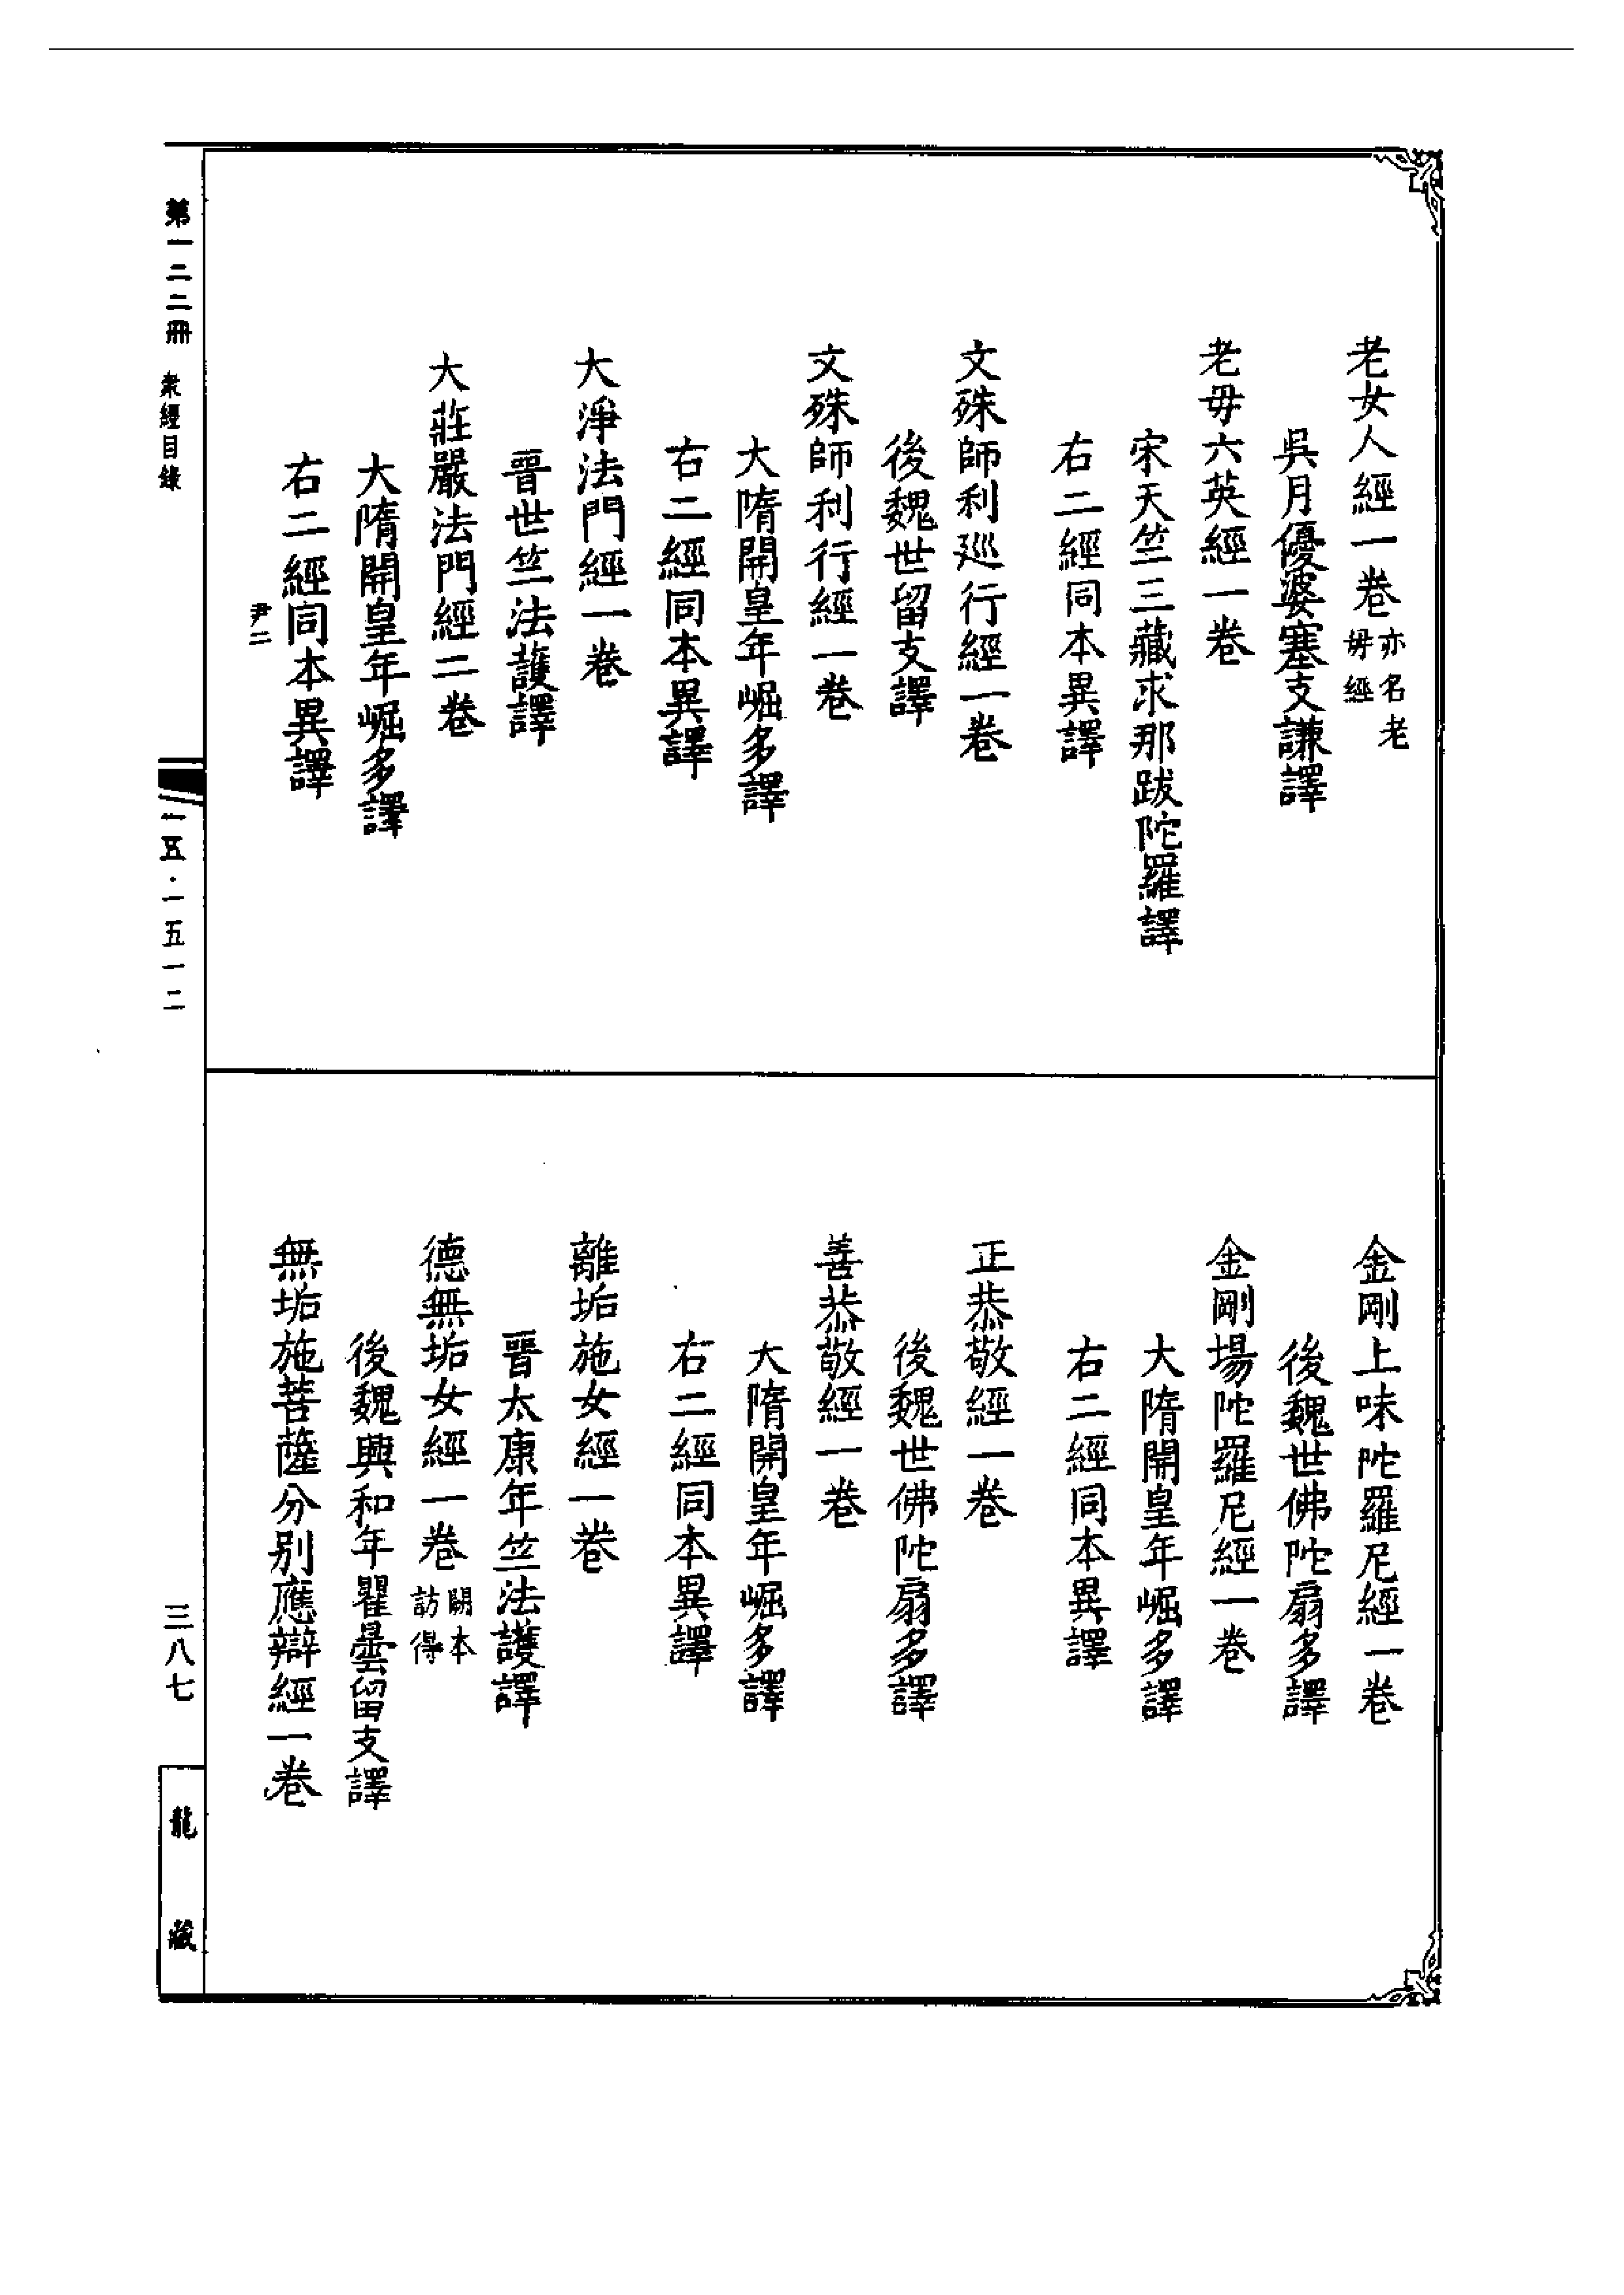 老女人經一卷亦名老母經
吳月優婆塞支謙譯
老母六英經一卷
宋天竺三藏求那跋陀羅譯
右二經同本異譯
文殊師利巡行經一卷
後魏世留支譯
文殊師利行經一卷
大隋開皇年崛多譯
右二經同本異譯
大淨法門經一卷
晉世竺法護譯
大莊嚴法門經二卷
大隋開皇年崛多譯
右二經同本異譯
尹二
金剛上味陀羅尼經一卷
後魏世佛陀扇多譯
金剛場陀羅尼經一卷
大隋開皇年崛多譯
右二經同本異譯
正恭敬經一卷
後魏世佛陀扇多譯
善恭敬經一卷
大隋開皇年崛多譯
右二經同本異譯
離垢施女經一卷
晉太康年竺法護譯
德無垢女經一卷闕本訪得
後魏興和年瞿曇留支譯
無垢施菩薩分別應辯經一卷
第一二二冊 衆經目錄
一五·一五一二
三八七
龍藏